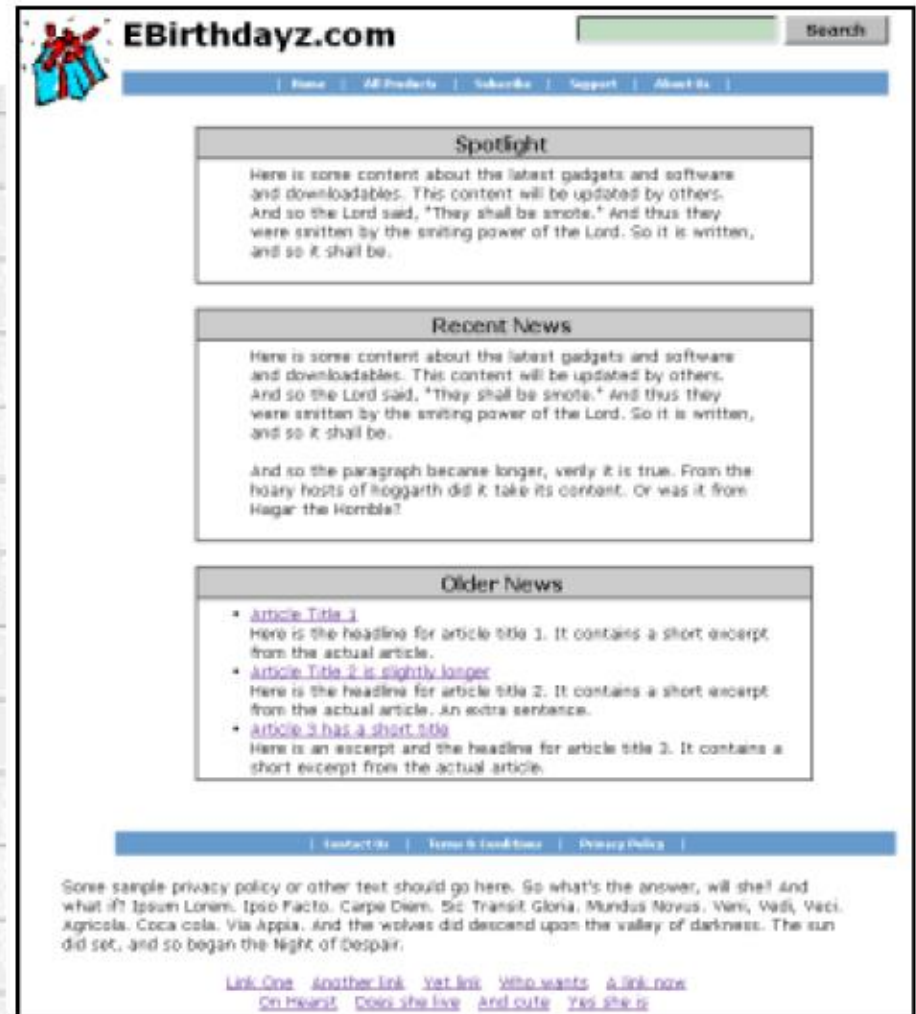 EBirthdayz.com
Search
| Home | All Products | Subscribe | Support | About Us |
Spotlight
Here is some content about the latest gadgets and software
and downloadables. This content will be updated by others.
And so the Lord said, "They shall be smote." And thus they
were smitten by the smiting power of the Lord. So it is written,
and so it shall be.
Recent News
Here is some content about the latest gadgets and software
and downloadables. This content will be updated by others.
And so the Lord said, "They shall be smote." And thus they
were smitten by the smiting power of the Lord. So it is written,
and so it shall be.
And so the paragraph became longer, verily it is true. From the
hoary hosts of hoggarth did it take its content. Or was it from
Hagar the Horrible?
Older News
• Article Title 1
Here is the headline for article title 1. It contains a short excerpt
from the actual article.
• Article Title 2 is slightly longer
Here is the headline for article title 2. It contains a short excerpt
from the actual article. An extra sentence.
• Article 3 has a short title
Here is an excerpt and the headline for article title 3. It contains a
short excerpt from the actual article.
| Contact Us | Terms & Conditions | Privacy Policy |
Some sample privacy policy or other text should go here. So what's the answer, will she? And
what if? Ipsum Lorem. Ipso Facto. Carpe Diem. Sic Transit Gloria. Mundus Novus. Veni, Vedi, Veci.
Agricola. Coca cola. Via Appia. And the wolves did descend upon the valley of darkness. The sun
did set, and so began the Night of Despair.
Link One Another link Yet link Who wants A link now
On Hearst Does she live And cute Yes she is